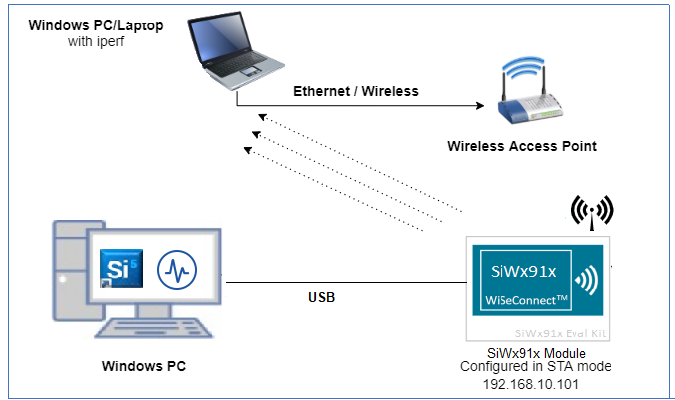 Windows PC/Laptop
with iperf
Ethernet / Wireless
Wireless Access Point
Si 5
SiWx91x
WiSeConnect™
SiWx91x Eval Kit
USB
Windows PC
SiWx91x Module
Configured in STA mode
192.168.10.101